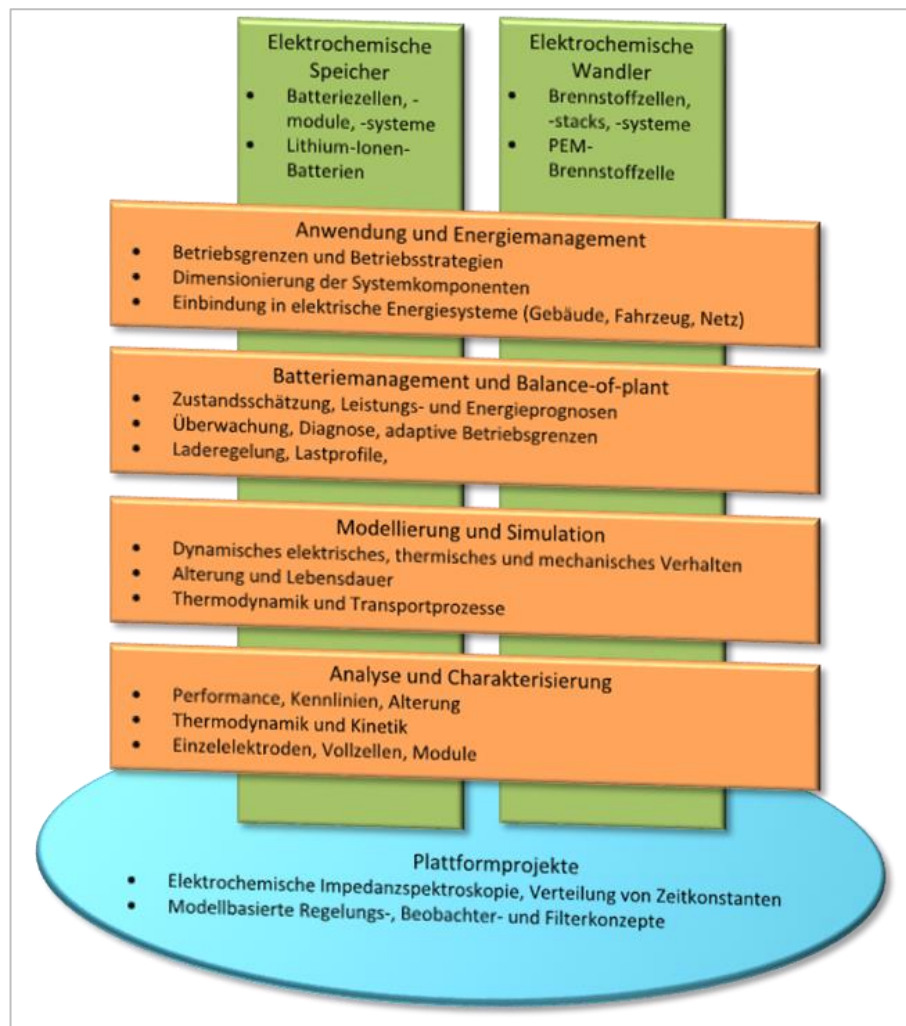 Elektrochemische
Speicher
• Batteriezellen, -
module, -systeme
• Lithium-Ionen-
Batterien
Elektrochemische
Wandler
• Brennstoffzellen,
-stacks, -systeme
• PEM-
Brennstoffzelle
Anwendung und Energiemanagement
• Betriebsgrenzen und Betriebsstrategien
• Dimensionierung der Systemkomponenten
• Einbindung in elektrische Energiesysteme (Gebäude, Fahrzeug, Netz)
Batteriemanagement und Balance-of-plant
• Zustandsschätzung, Leistungs- und Energieprognosen
• Überwachung, Diagnose, adaptive Betriebsgrenzen
• Laderegelung, Lastprofile,
Modellierung und Simulation
• Dynamisches elektrisches, thermisches und mechanisches Verhalten
• Alterung und Lebensdauer
• Thermodynamik und Transportprozesse
Analyse und Charakterisierung
• Performance, Kennlinien, Alterung
• Thermodynamik und Kinetik
• Einzelelektroden, Vollzellen, Module
Plattformprojekte
• Elektrochemische Impedanzspektroskopie, Verteilung von Zeitkonstanten
• Modellbasierte Regelungs-, Beobachter- und Filterkonzepte